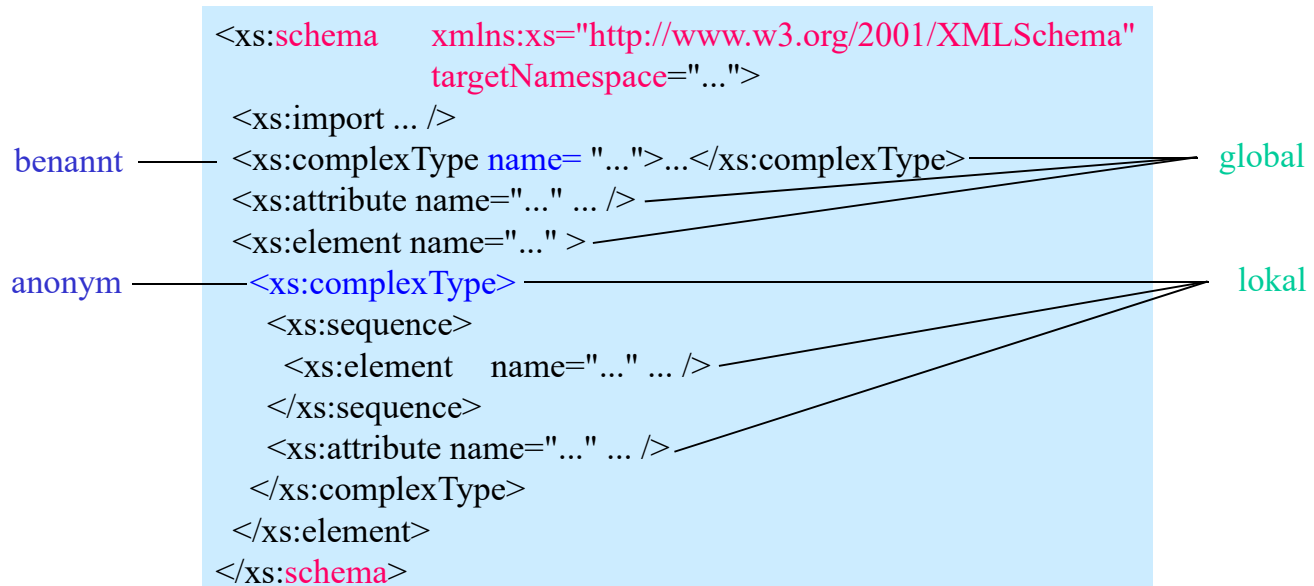 <xs:schema xmlns:xs="http://www.w3.org/2001/XMLSchema"
targetNamespace="...">
<xs:import ... />
benannt <xs:complexType name= "...">...</xs:complexType> global
<xs:attribute name="..." ... />
<xs:element name="..." >
anonym <xs:complexType> lokal
<xs:sequence>
<xs:element name="..." ... />
</xs:sequence>
<xs:attribute name="..." ... />
</xs:complexType>
</xs:element>
</xs:schema>